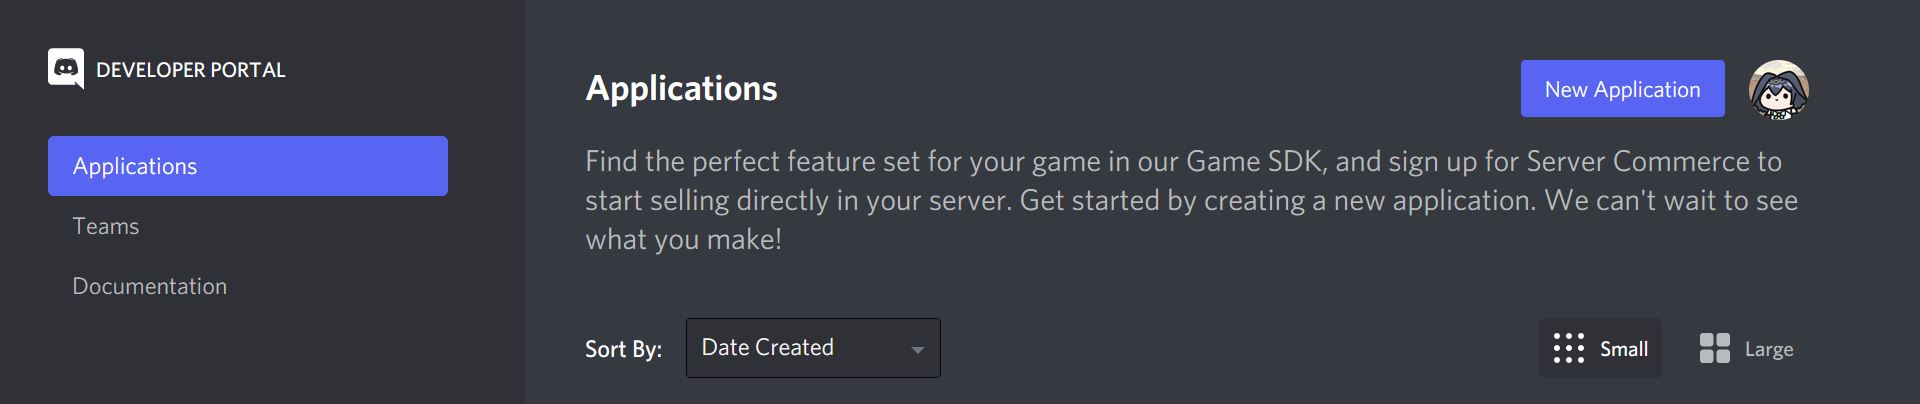 DEVELOPER PORTAL
Applications
Teams
Documentation
Applications
New Application
Find the perfect feature set for your game in our Game SDK, and sign up for Server Commerce to
start selling directly in your server. Get started by creating a new application. We can't wait to see
what you make!
Sort By: Date Created
Small Large